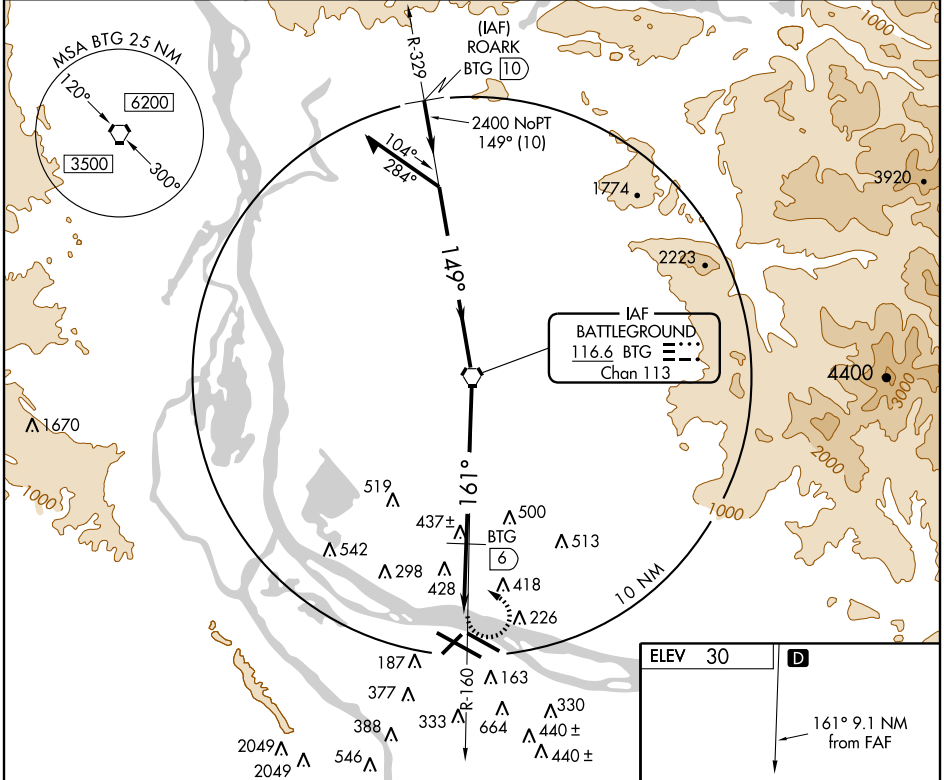 MSA BTG 25 NM
120°
6200
3500
300°
R-329
(IAF)
ROARK
BTG 10
2400 NoPT
149° (10)
104°
284°
149°
1000
1774
3920
2223
IAF
BATTLEGROUND
116.6 BTG
Chan 113
4400
3000
2000
1000
1670
1000
519
161°
437±
500
BTG
6
513
542
298
428
418
226
10 NM
187
R-160
163
377
333
664
330
388
440 ±
440 ±
2049
2049
546
ELEV 30
D
161° 9.1 NM
from FAF